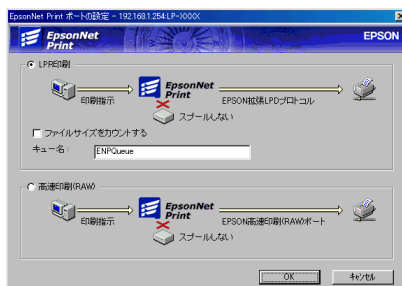 EpsonNet Print ポートの設定 - 192.168.1.254:LP-XXXX
EpsonNet Print
EPSON
LPR印刷
印刷指示
EpsonNet Print
EPSON拡張LPDプロトコル
スプールしない
ファイルサイズをカウントする
キュー名:
ENPQueue
高速印刷(RAW)
印刷指示
EpsonNet Print
EPSON高速印刷(RAW)ポート
スプールしない
OK
キャンセル